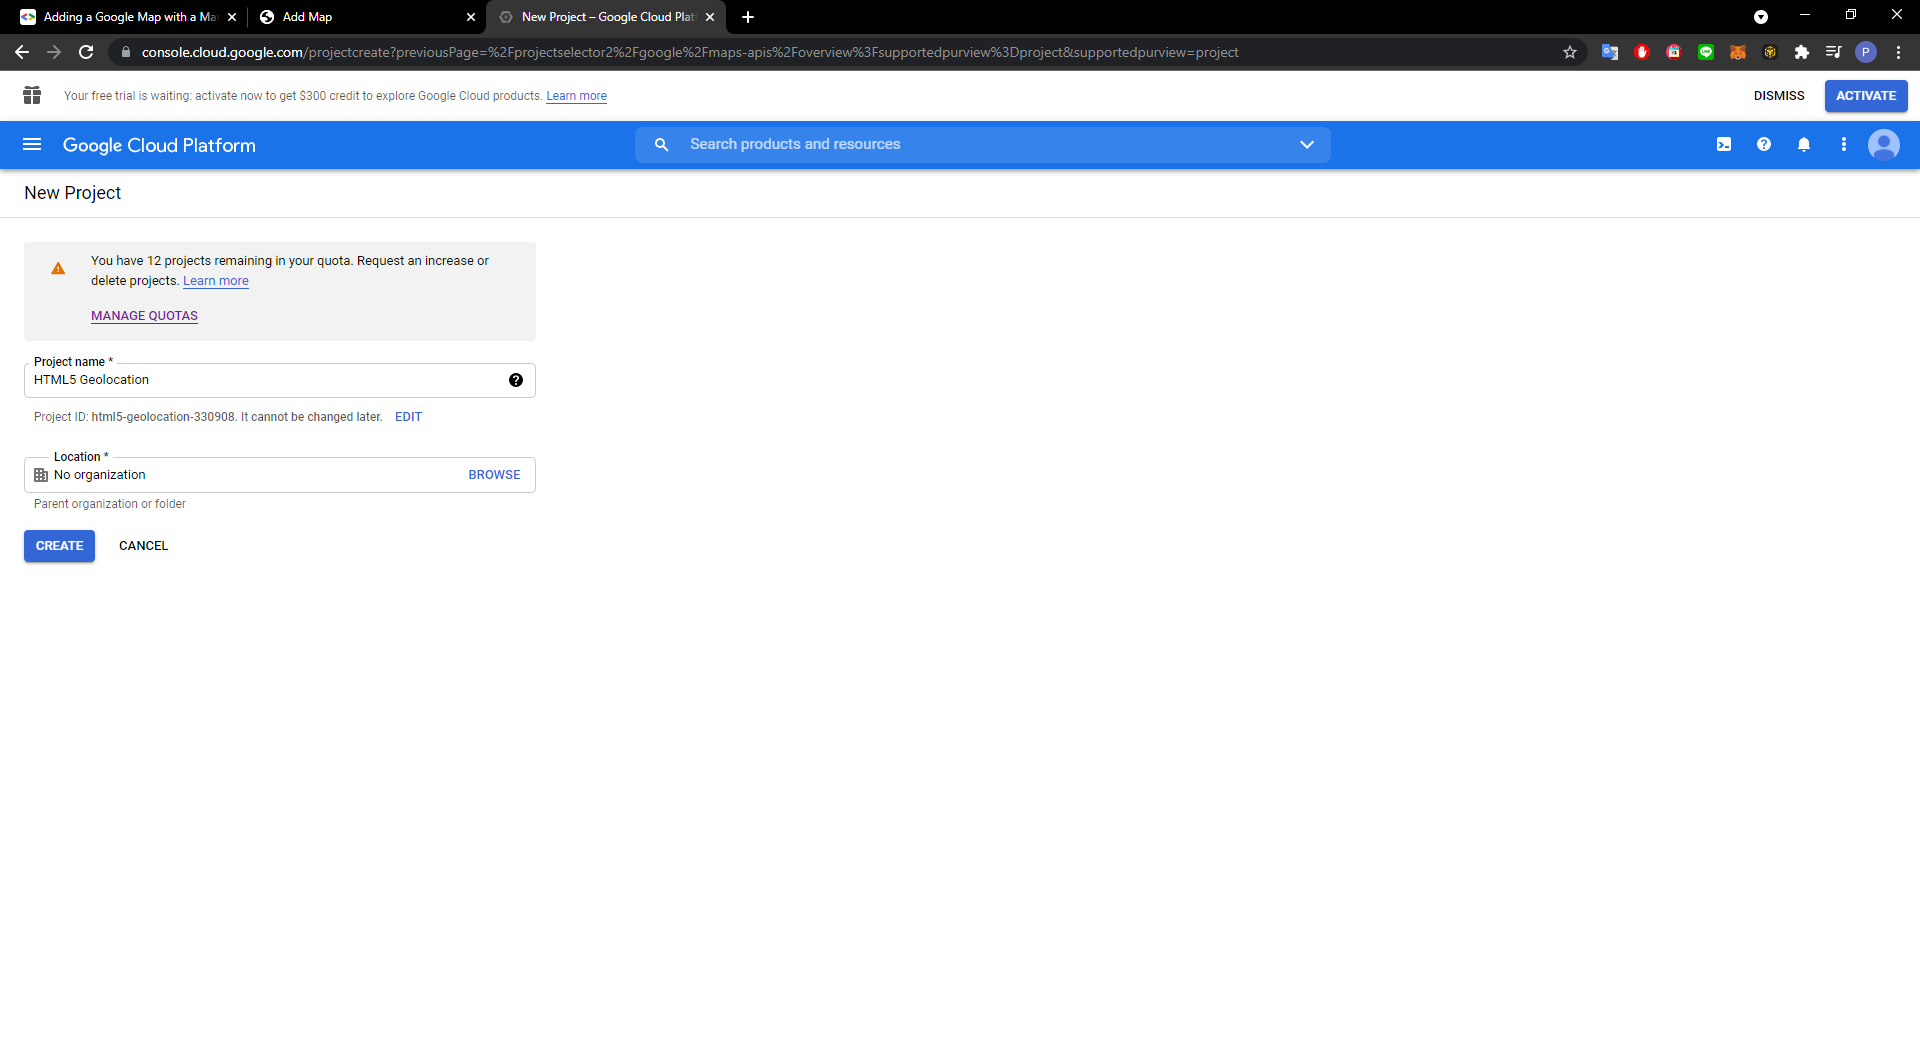 Adding a Google Map with a Ma
Add Map
New Project – Google Cloud Plat
console.cloud.google.com/projectcreate?previousPage=%2Fprojectselector2%2Fgoogle%2Fmaps-apis%2Foverview%3Fsupportedpurview%3Dproject&supportedpurview=project
P
Your free trial is waiting: activate now to get $300 credit to explore Google Cloud products. Learn more
DISMISS
ACTIVATE
Google Cloud Platform
Search products and resources
New Project
You have 12 projects remaining in your quota. Request an increase or
delete projects. Learn more
MANAGE QUOTAS
Project name *
HTML5 Geolocation
Project ID: html5-geolocation-330908. It cannot be changed later. EDIT
Location *
No organization
BROWSE
Parent organization or folder
CREATE
CANCEL